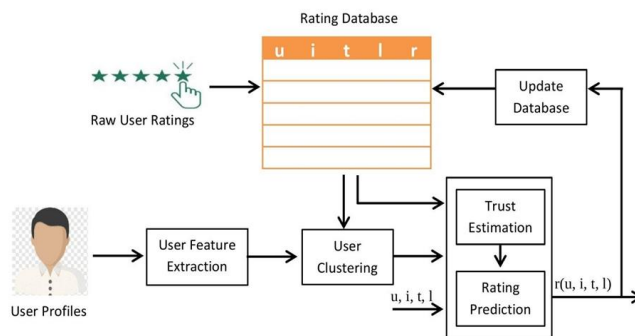 Rating Database
u i t l r
Raw User Ratings
Update
Database
User Profiles
User Feature
Extraction
User
Clustering
Trust
Estimation
u, i, t, l
Rating
Prediction
r(u, i, t, l)